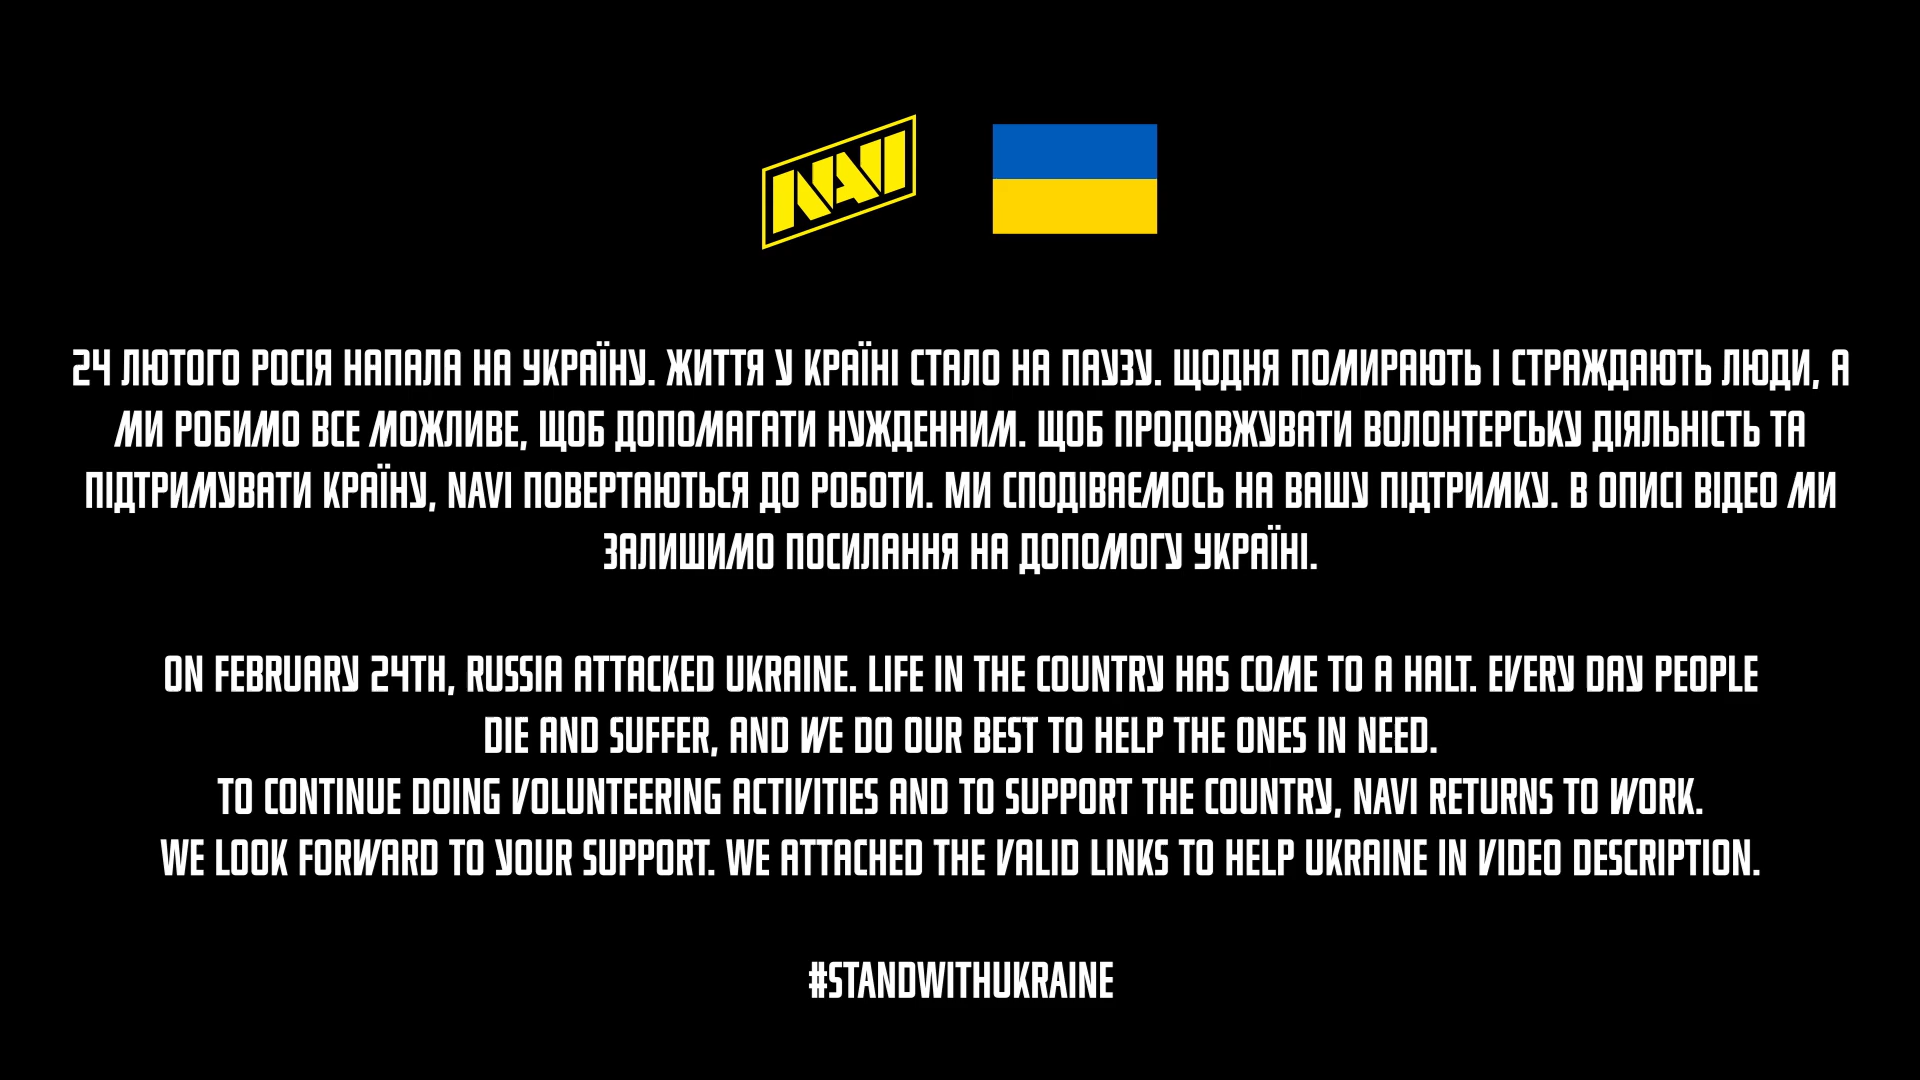 NAVI
24 ЛЮТОГО РОСІЯ НАПАЛА НА УКРАЇНУ. ЖИТТЯ У КРАЇНІ СТАЛО НА ПАУЗУ. ЩОДНЯ ПОМИРАЮТЬ І СТРАЖДАЮТЬ ЛЮДИ, А
МИ РОБИМО ВСЕ МОЖЛИВЕ, ЩОБ ДОПОМАГАТИ НУЖДЕННИМ. ЩОБ ПРОДОВЖУВАТИ ВОЛОНТЕРСЬКУ ДІЯЛЬНІСТЬ ТА
ПІДТРИМУВАТИ КРАЇНУ, NAVI ПОВЕРТАЮТЬСЯ ДО РОБОТИ. МИ СПОДІВАЄМОСЬ НА ВАШУ ПІДТРИМКУ. В ОПИСІ ВІДЕО МИ
ЗАЛИШИМО ПОСИЛАННЯ НА ДОПОМОГУ УКРАЇНІ.
ON FEBRUARY 24TH, RUSSIA ATTACKED UKRAINE. LIFE IN THE COUNTRY HAS COME TO A HALT. EVERY DAY PEOPLE
DIE AND SUFFER, AND WE DO OUR BEST TO HELP THE ONES IN NEED.
TO CONTINUE DOING VOLUNTEERING ACTIVITIES AND TO SUPPORT THE COUNTRY, NAVI RETURNS TO WORK.
WE LOOK FORWARD TO YOUR SUPPORT. WE ATTACHED THE VALID LINKS TO HELP UKRAINE IN VIDEO DESCRIPTION.
#STANDWITHUKRAINE